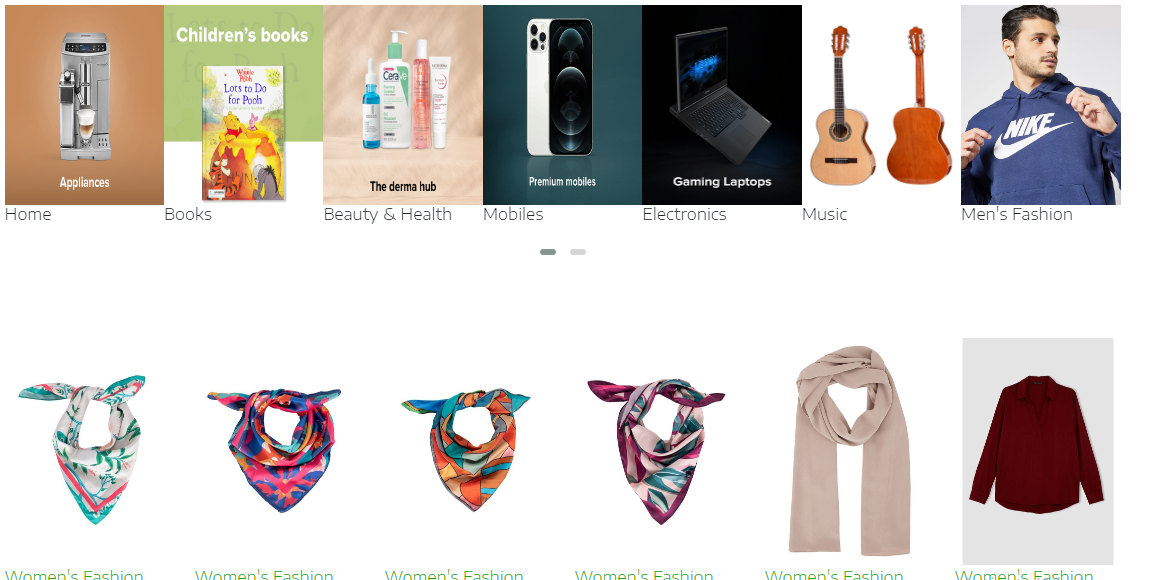 Children's books
Winnie the Pooh
Lots to Do
for Pooh
CeraVe
NIKE
Appliances
The derma hub
Premium mobiles
Gaming Laptops
Home
Books
Beauty & Health
Mobiles
Electronics
Music
Men's Fashion
Women's Fashion
Women's Fashion
Women's Fashion
Women's Fashion
Women's Fashion
Women's Fashion